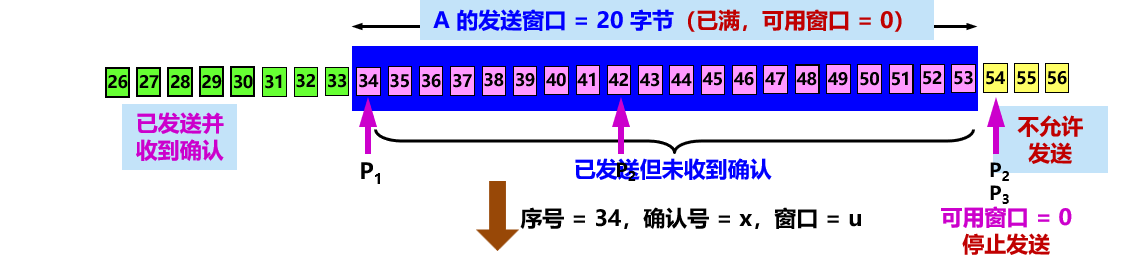 A 的发送窗口 = 20 字节（已满，可用窗口 = 0）
26 27 28 29 30 31 32 33 34 35 36 37 38 39 40 41 42 43 44 45 46 47 48 49 50 51 52 53 54 55 56
已发送并
收到确认
不允许
发送
已发送但未收到确认
P1
P2
P2
P3
序号 = 34，确认号 = x，窗口 = u
可用窗口 = 0
停止发送